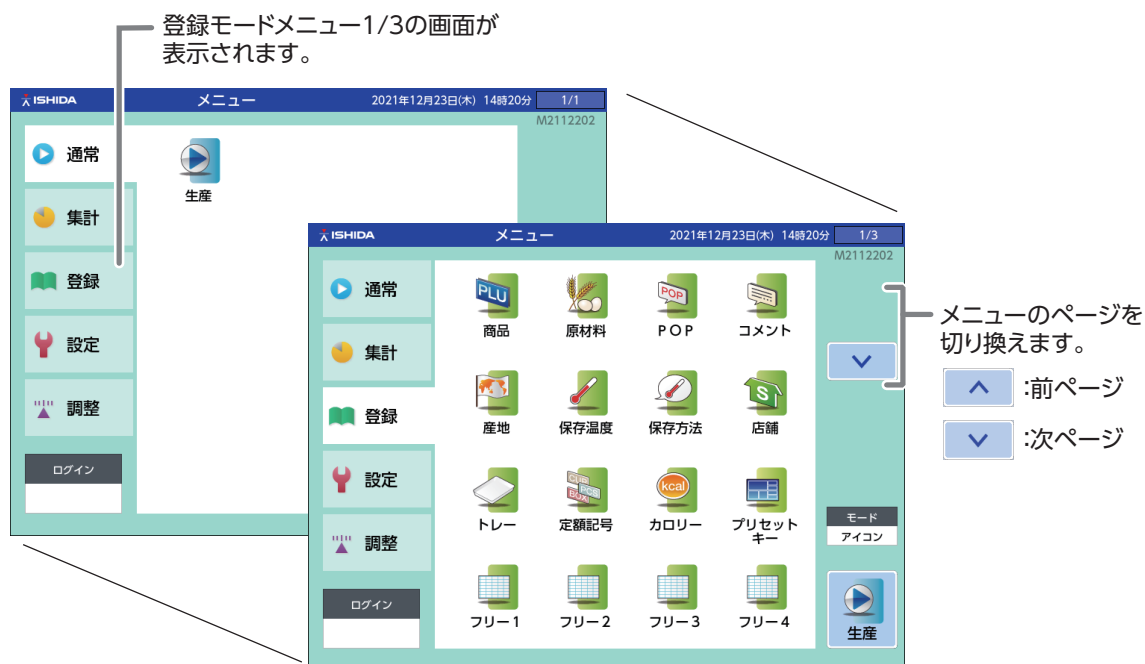 登録モードメニュー1/3の画面が
表示されます。
ISHIDA メニュー 2021年12月23日(木) 14時20分 1/1
M2112202
通常
生産
集計
登録
設定
調整
ログイン
ISHIDA メニュー 2021年12月23日(木) 14時20分 1/3
M2112202
通常
集計
登録
設定
調整
ログイン
PLU POP
商品 原材料 POP コメント
S
産地 保存温度 保存方法 店舗
CUB
PCS
BOX
kcal
トレー 定額記号 カロリー プリセット
キー
フリー1 フリー2 フリー3 フリー4
モード
アイコン
生産
メニューのページを
切り換えます。
:前ページ
:次ページ